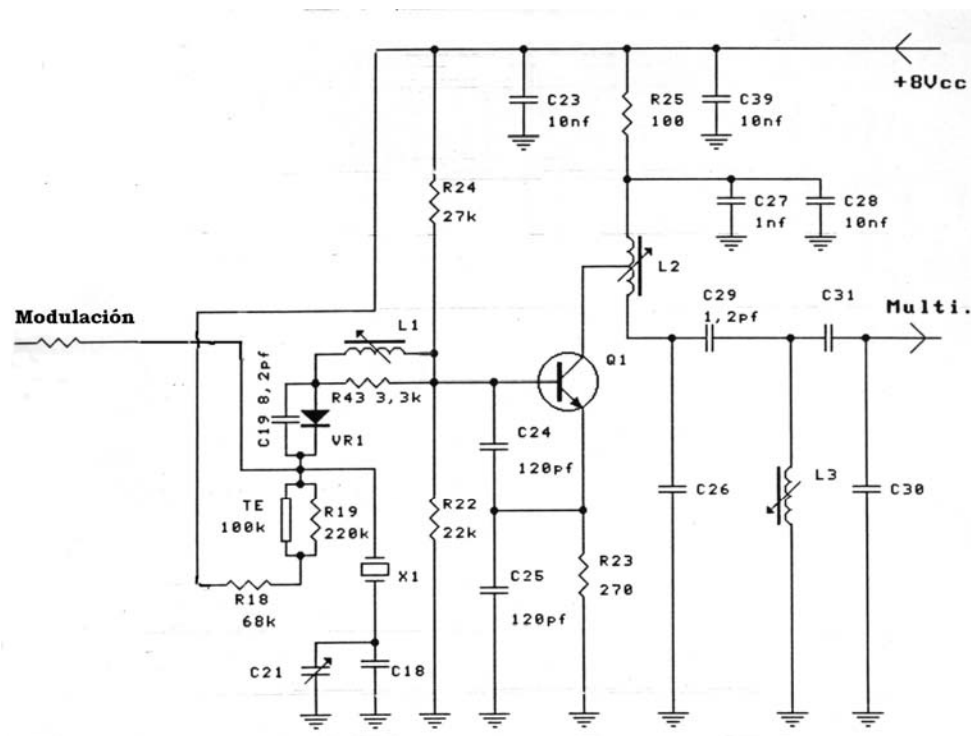 +8Vcc
C23
10nf
R25
100
C39
10nf
R24
27k
C27
1nf
C28
10nf
L2
Modulación
L1
C29
1,2pf
C31
Multi.
C19 8,2pf
R43 3,3k
VR1
Q1
C24
120pf
TE
100k
R19
220k
R22
22k
C26
L3
C30
X1
C25
120pf
R23
270
R18
68k
C21
C18